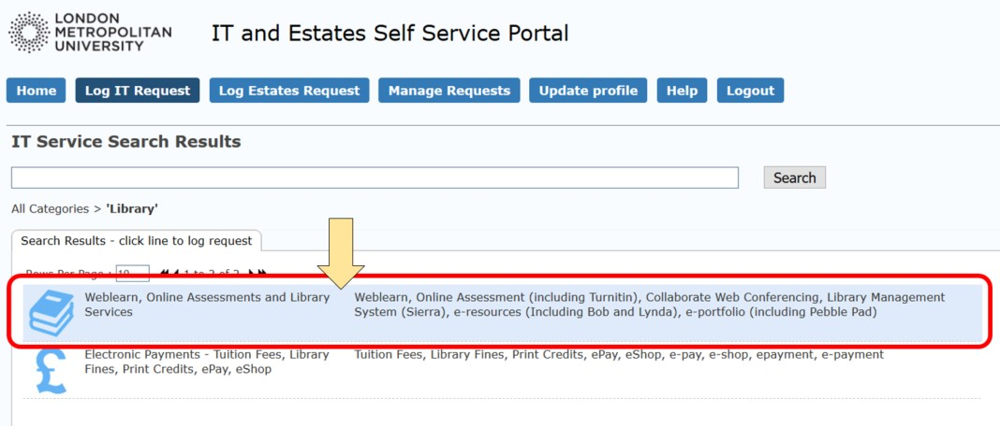 LONDON
METROPOLITAN
UNIVERSITY
IT and Estates Self Service Portal
Home Log IT Request Log Estates Request Manage Requests Update profile Help Logout
IT Service Search Results
Search
All Categories > 'Library'
Search Results - click line to log request
Rows Per Page : 10 1 to 2 of 2
Weblearn, Online Assessments and Library
Services
Weblearn, Online Assessment (including Turnitin), Collaborate Web Conferencing, Library Management
System (Sierra), e-resources (Including Bob and Lynda), e-portfolio (including Pebble Pad)
Electronic Payments - Tuition Fees, Library
Fines, Print Credits, ePay, eShop
Tuition Fees, Library Fines, Print Credits, ePay, eShop, e-pay, e-shop, epayment, e-payment